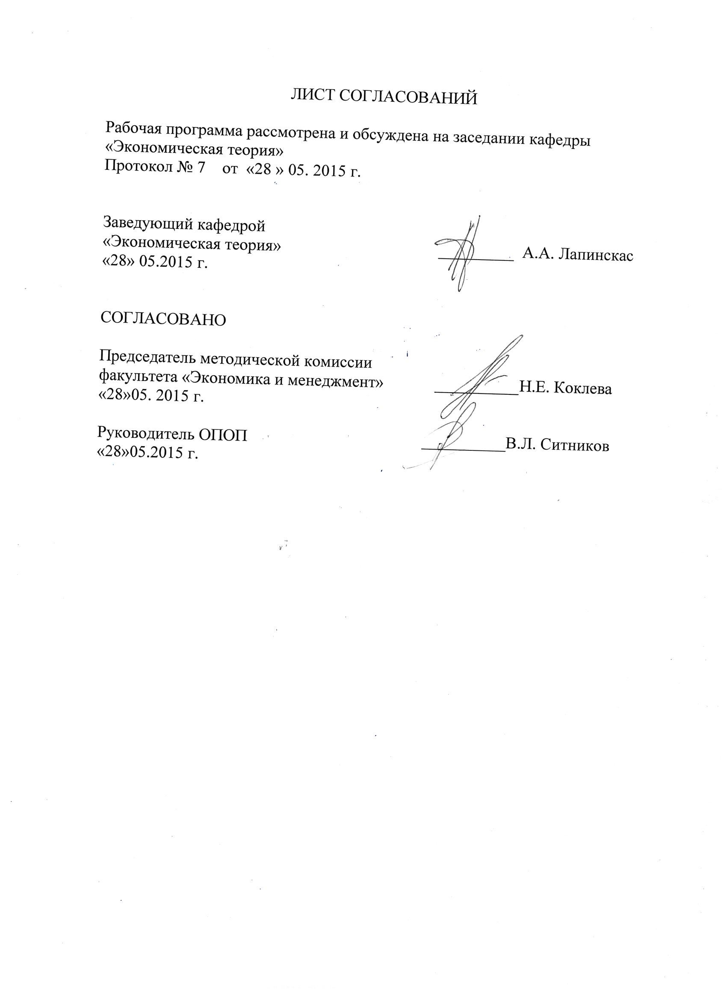 ЛИСТ СОГЛАСОВАНИЙ
Рабочая программа рассмотрена и обсуждена на заседании кафедры
«Экономическая теория»
Протокол № 7 от «28 » 05. 2015 г.
Заведующий кафедрой
«Экономическая теория»
«28» 05.2015 г. _________ А.А. Лапинскас
СОГЛАСОВАНО
Председатель методической комиссии
факультета «Экономика и менеджмент»
«28»05. 2015 г. __________Н.Е. Коклева
Руководитель ОПОП
«28»05.2015 г. __________В.Л. Ситников